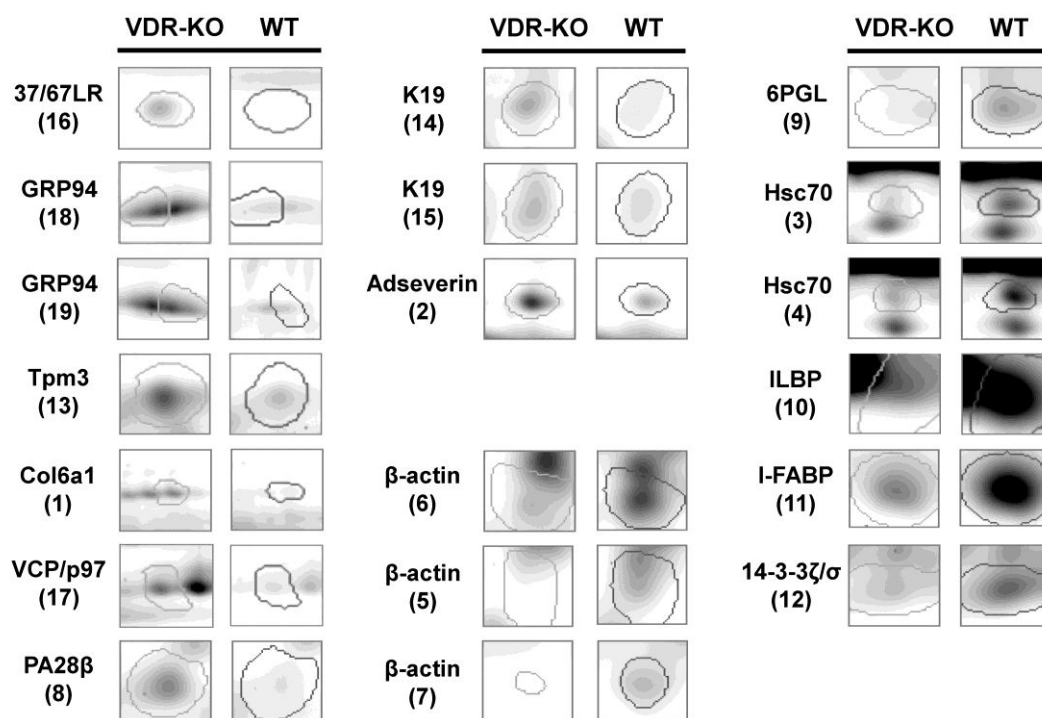 VDR-KO WT
37/67LR
(16)
GRP94
(18)
GRP94
(19)
Tpm3
(13)
Col6a1
(1)
VCP/p97
(17)
PA28β
(8)
VDR-KO WT
K19
(14)
K19
(15)
Adseverin
(2)
β-actin
(6)
β-actin
(5)
β-actin
(7)
VDR-KO WT
6PGL
(9)
Hsc70
(3)
Hsc70
(4)
ILBP
(10)
I-FABP
(11)
14-3-3ζ/σ
(12)